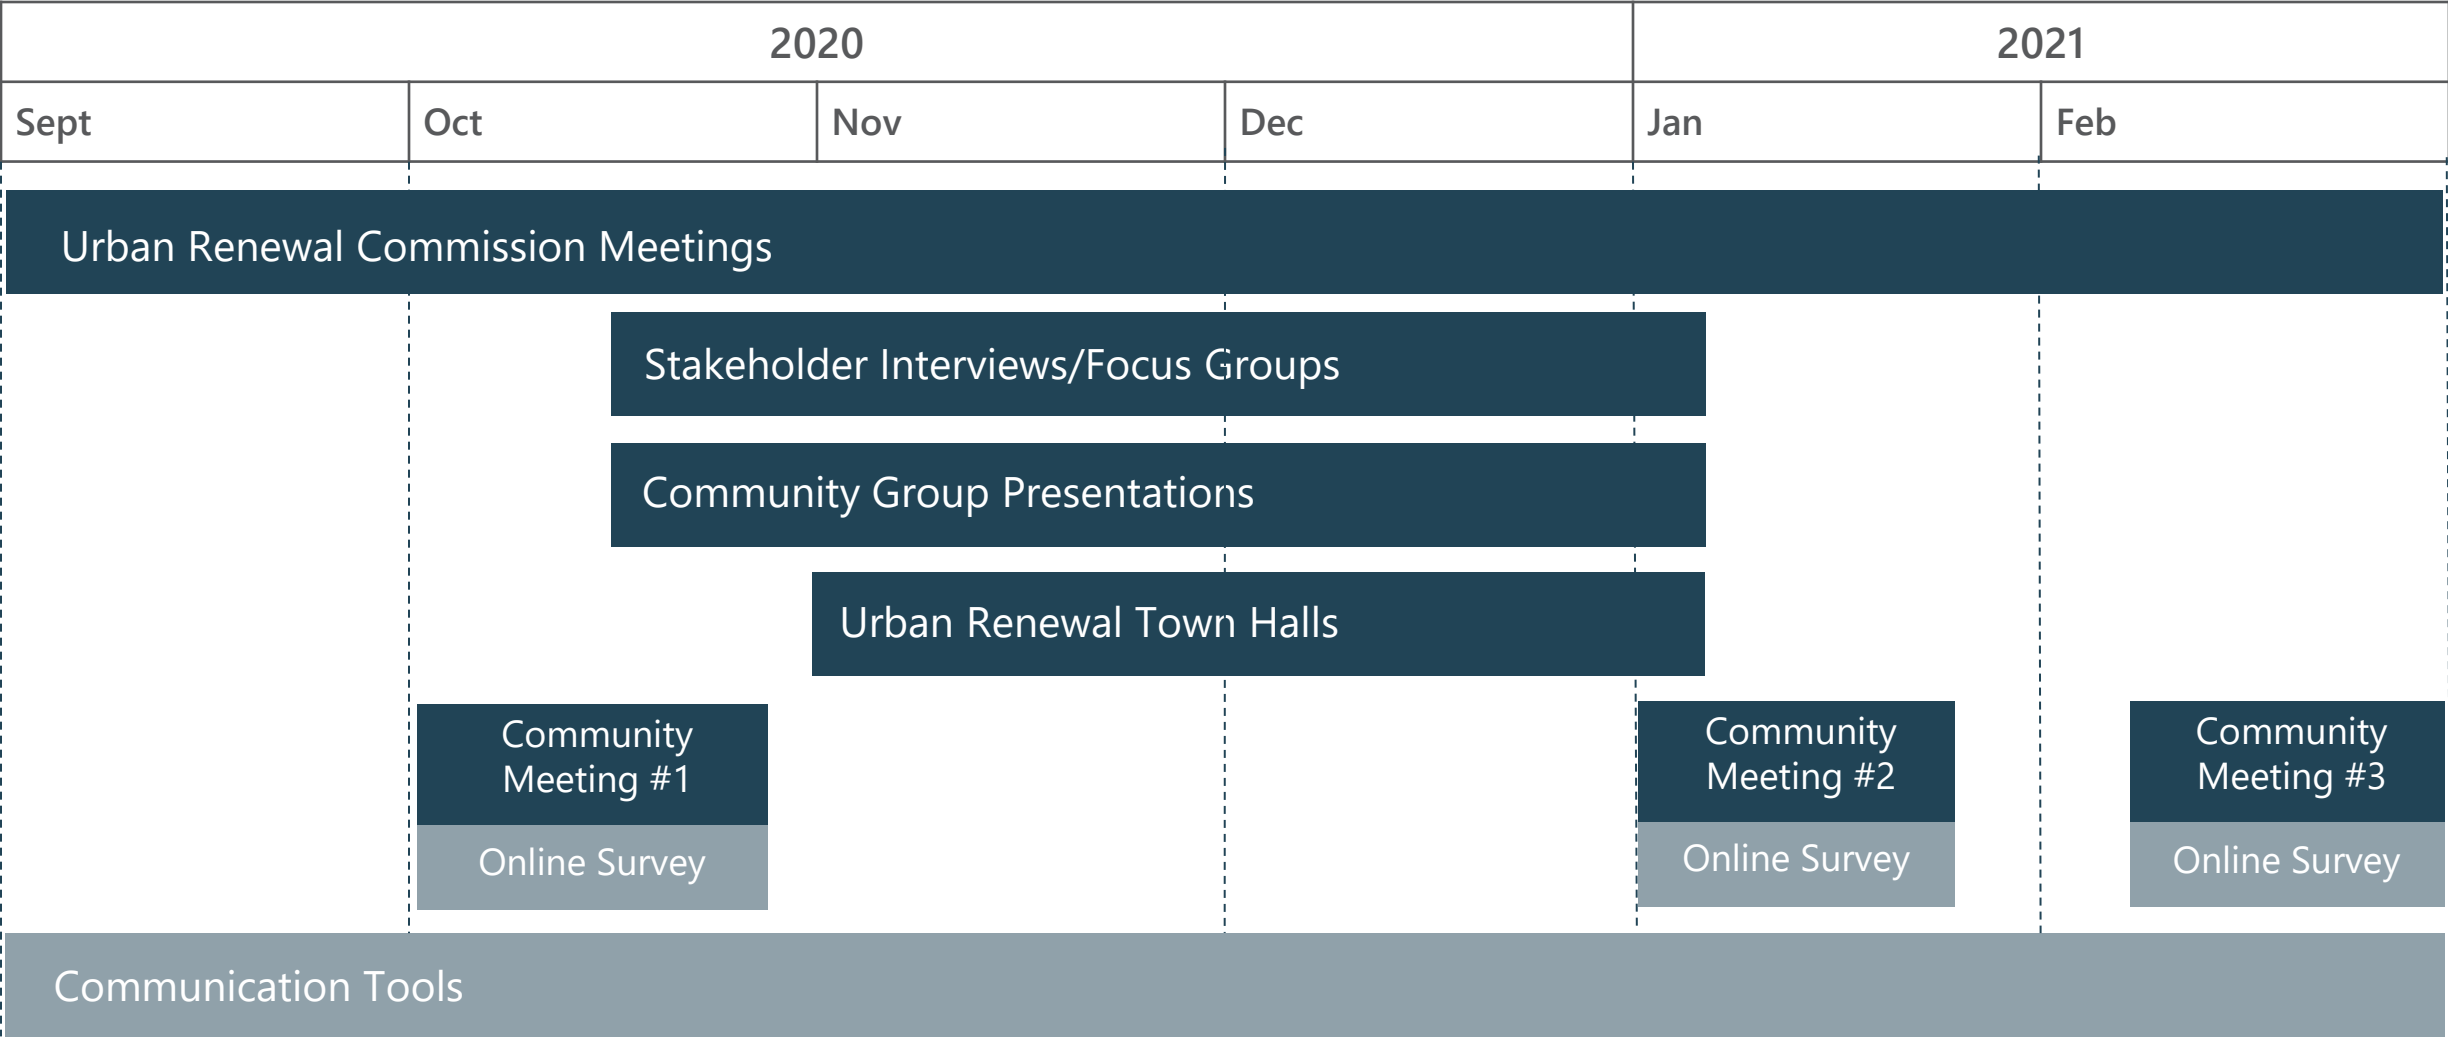 2020
2021
Sept
Oct
Nov
Dec
Jan
Feb
Urban Renewal Commission Meetings
Stakeholder Interviews/Focus Groups
Community Group Presentations
Urban Renewal Town Halls
Community
Meeting #1
Online Survey
Community
Meeting #2
Online Survey
Community
Meeting #3
Online Survey
Communication Tools